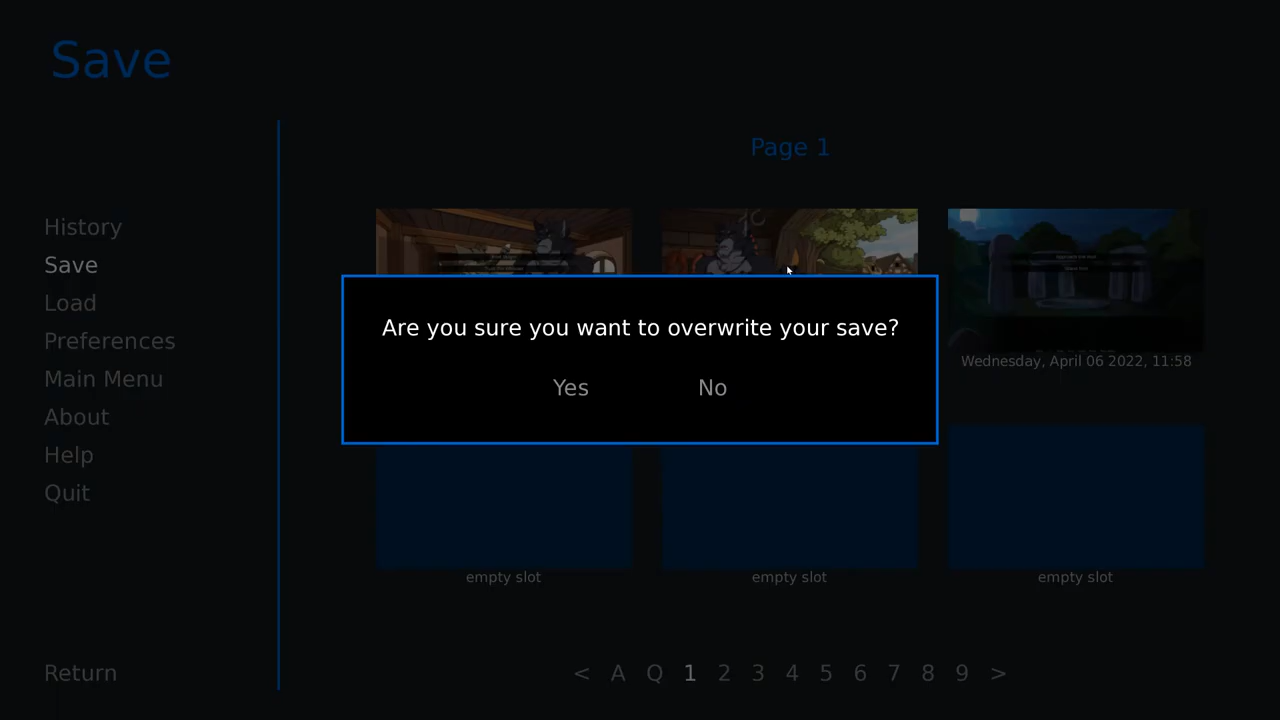 Save
Page 1
History
Save
Load
Preferences
Main Menu
About
Help
Quit
Return
Are you sure you want to overwrite your save?
Yes No
Wednesday, April 06 2022, 11:58
empty slot empty slot empty slot
< A Q 1 2 3 4 5 6 7 8 9 >